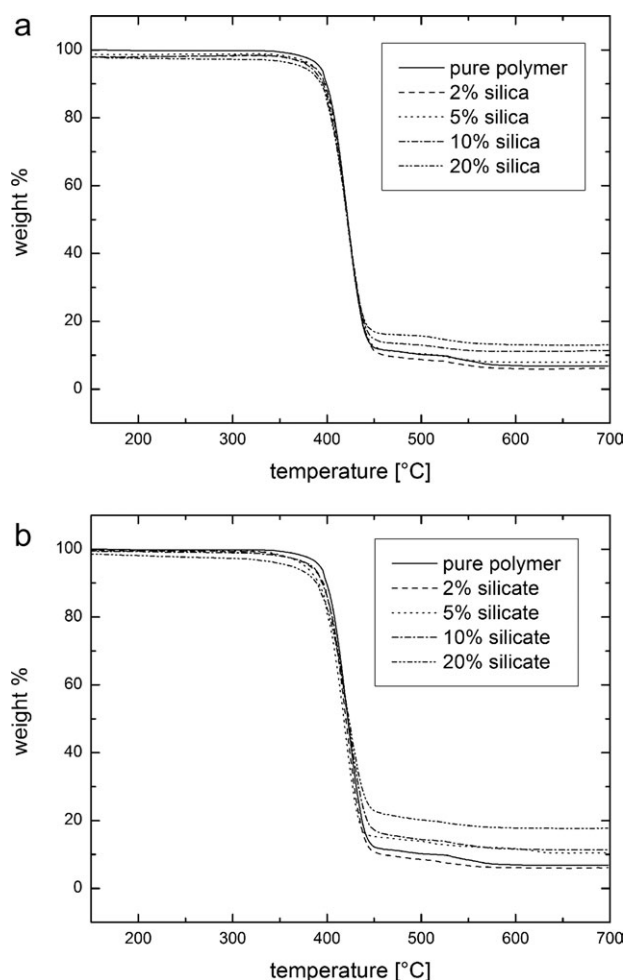 a
100
80
60
40
20
0
weight %
pure polymer
2% silica
5% silica
10% silica
20% silica
200
300
400
500
600
700
temperature [°C]
b
100
80
60
40
20
0
weight %
pure polymer
2% silicate
5% silicate
10% silicate
20% silicate
200
300
400
500
600
700
temperature [°C]